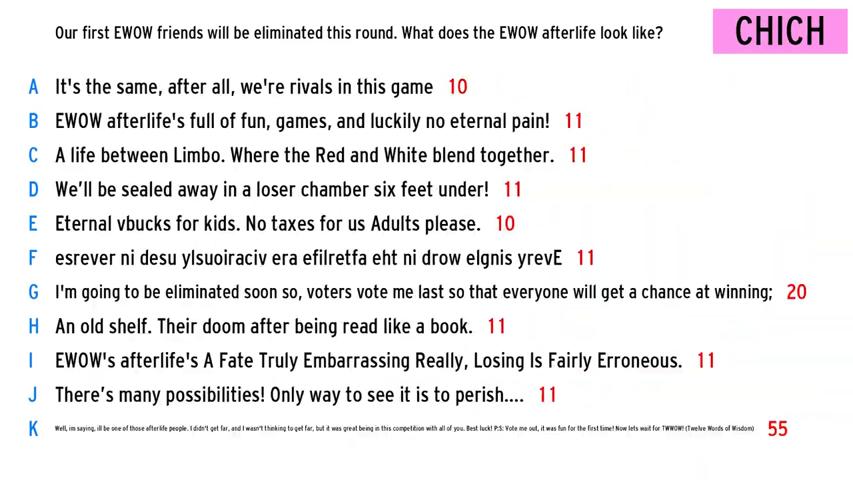 Our first EWOW friends will be eliminated this round. What does the EWOW afterlife look like?
CHICH
A It's the same, after all, we're rivals in this game 10
B EWOW afterlife's full of fun, games, and luckily no eternal pain! 11
C A life between Limbo. Where the Red and White blend together. 11
D We'll be sealed away in a loser chamber six feet under! 11
E Eternal vbucks for kids. No taxes for us Adults please. 10
F esrever ni desu ylsuoiraciv era efilretfa eht ni drow elgnis yrevE 11
G I'm going to be eliminated soon so, voters vote me last so that everyone will get a chance at winning; 20
H An old shelf. Their doom after being read like a book. 11
I EWOW's afterlife's A Fate Truly Embarrassing Really, Losing Is Fairly Erroneous. 11
J There's many possibilities! Only way to see it is to perish.... 11
K Well, im saying, ill be one of those afterlife people. I didn't get far, and I wasn't thinking to get far, but it was great being in this competition with all of you. Best luck! P.S: Vote me out, it was fun for the first time! Now lets wait for TWWOW! (Twelve Words of Wisdom) 55